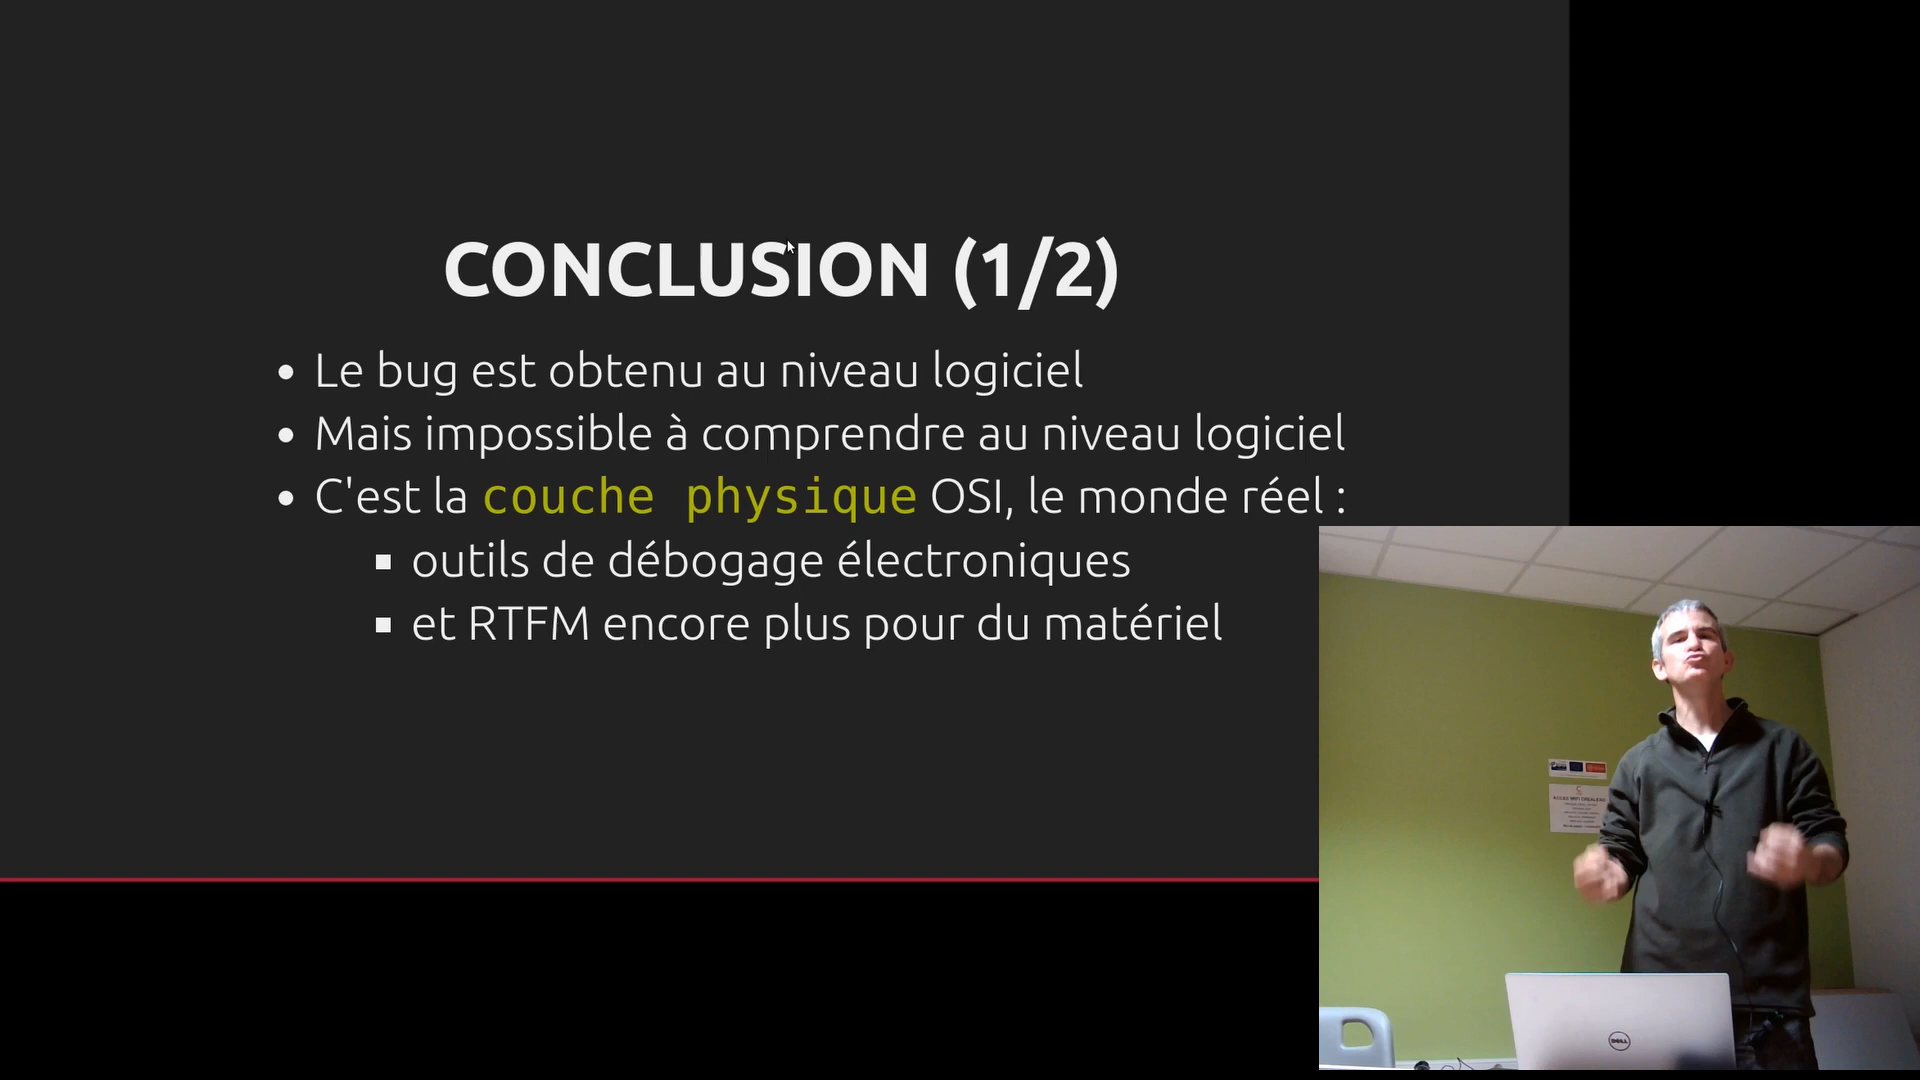 CONCLUSION (1/2)
Le bug est obtenu au niveau logiciel
Mais impossible à comprendre au niveau logiciel
C'est la couche physique OSI, le monde réel :
outils de débogage électroniques
et RTFM encore plus pour du matériel
DELL